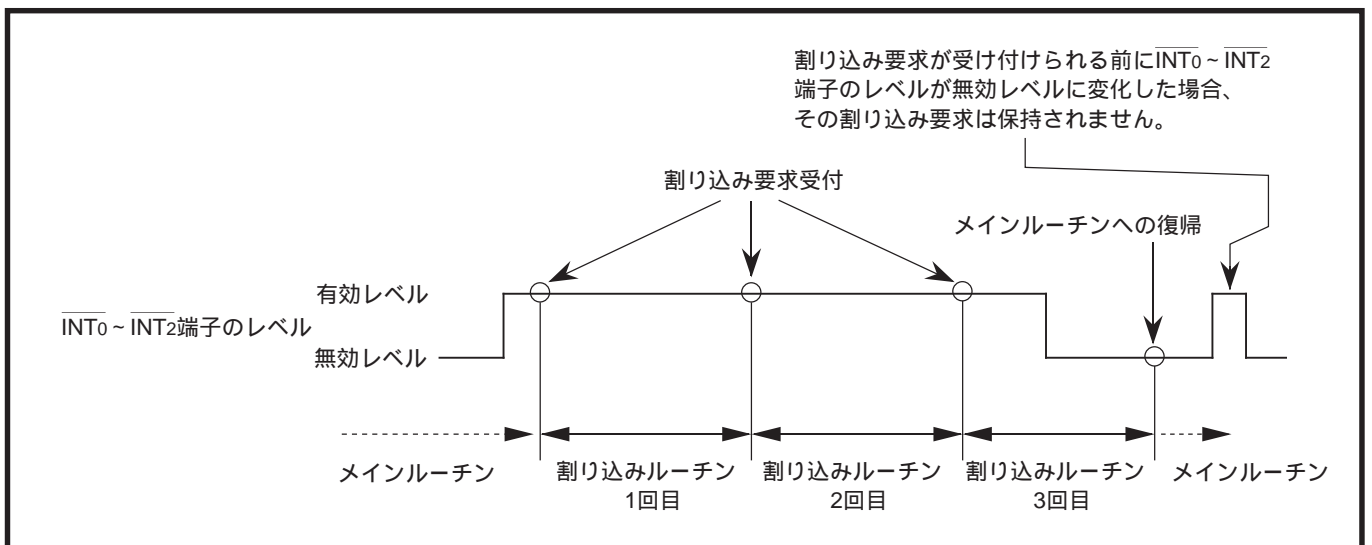 割り込み要求が受け付けられる前にINT0~INT2
端子のレベルが無効レベルに変化した場合、
その割り込み要求は保持されません。
割り込み要求受付
メインルーチンへの復帰
有効レベル
INT0~INT2端子のレベル
無効レベル
メインルーチン
割り込みルーチン
1回目
割り込みルーチン
2回目
割り込みルーチン
3回目
メインルーチン